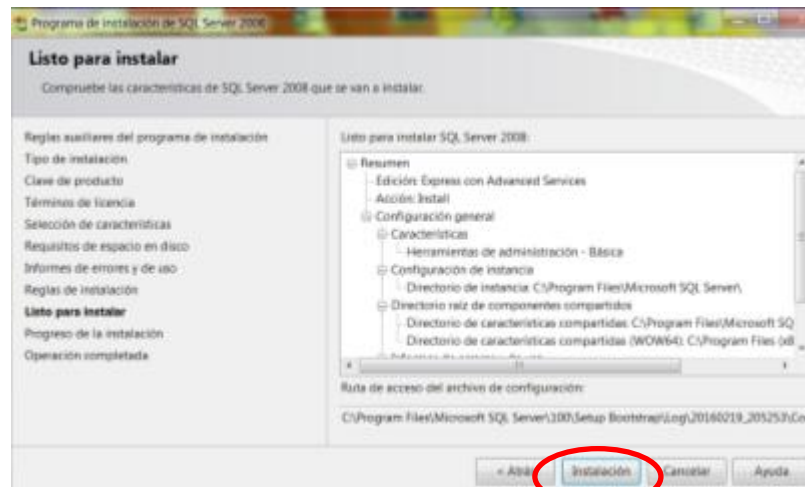 Programa de instalación de SQL Server 2008
Listo para instalar
Compruebe las características de SQL Server 2008 que se van a instalar.
Reglas auxiliares del programa de instalación
Tipo de instalación
Clave de producto
Términos de licencia
Selección de características
Requisitos de espacio en disco
Informes de errores y de uso
Reglas de instalación
Listo para instalar
Progreso de la instalación
Operación completada
Listo para instalar SQL Server 2008:
Resumen
Edición: Express con Advanced Services
Acción: Install
Configuración general
Características
Herramientas de administración - Básica
Configuración de instancia
Directorio de instancia: C:\Program Files\Microsoft SQL Server\
Directorio raíz de componentes compartidos
Directorio de características compartidas: C:\Program Files\Microsoft SQ
Directorio de características compartidas (WOW64): C:\Program Files (x8
Ruta de acceso del archivo de configuración:
C:\Program Files\Microsoft SQL Server\100\Setup Bootstrap\Log\20160219_205253\Co
< Atrás
Instalación
Cancelar
Ayuda